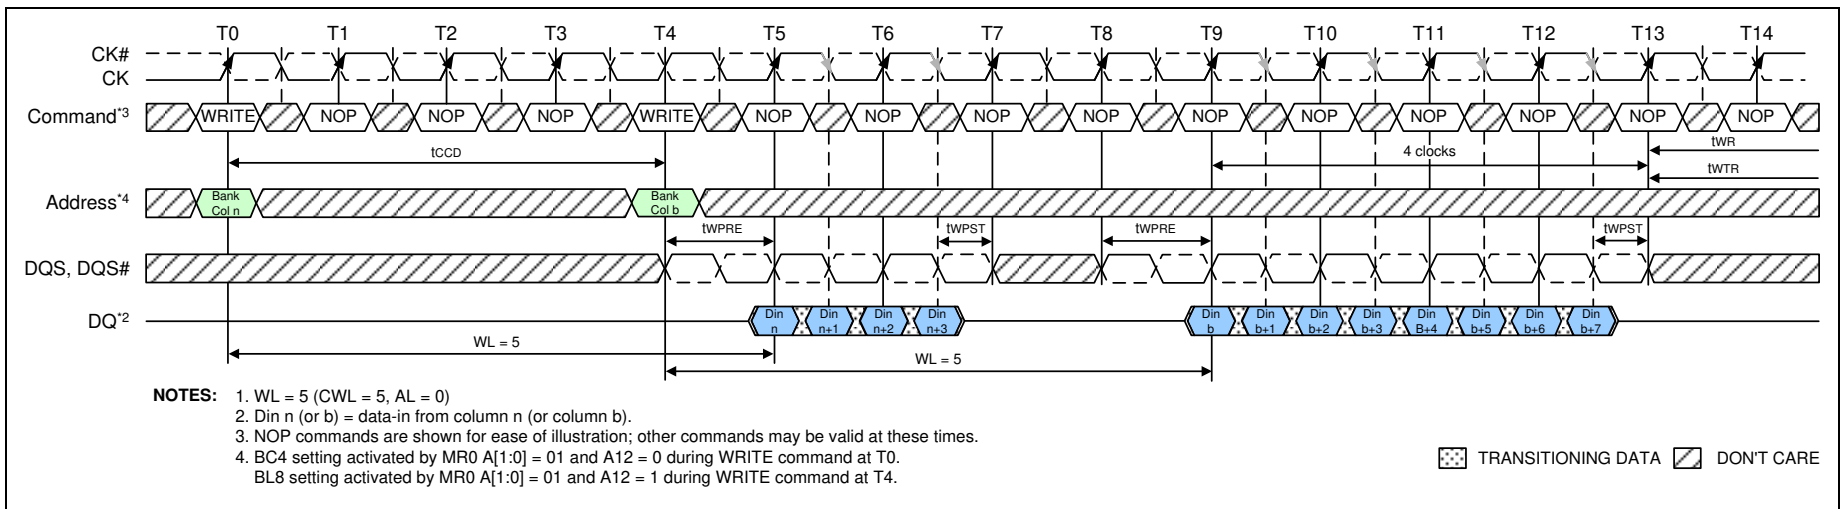 T0 T1 T2 T3 T4 T5 T6 T7 T8 T9 T10 T11 T12 T13 T14
CK#
CK
Command*3 WRITE NOP NOP NOP WRITE NOP NOP NOP NOP NOP NOP NOP NOP NOP NOP
tCCD 4 clocks tWR
tWTR
Address*4 Bank Col n Bank Col b
tWPRE tWPST tWPRE tWPST
DQS, DQS#
DQ*2 Din n Din n+1 Din n+2 Din n+3 Din b Din b+1 Din b+2 Din b+3 Din B+4 Din b+5 Din b+6 Din b+7
WL = 5
WL = 5
NOTES: 1. WL = 5 (CWL = 5, AL = 0)
2. Din n (or b) = data-in from column n (or column b).
3. NOP commands are shown for ease of illustration; other commands may be valid at these times.
4. BC4 setting activated by MR0 A[1:0] = 01 and A12 = 0 during WRITE command at T0.
BL8 setting activated by MR0 A[1:0] = 01 and A12 = 1 during WRITE command at T4.
TRANSITIONING DATA DON'T CARE